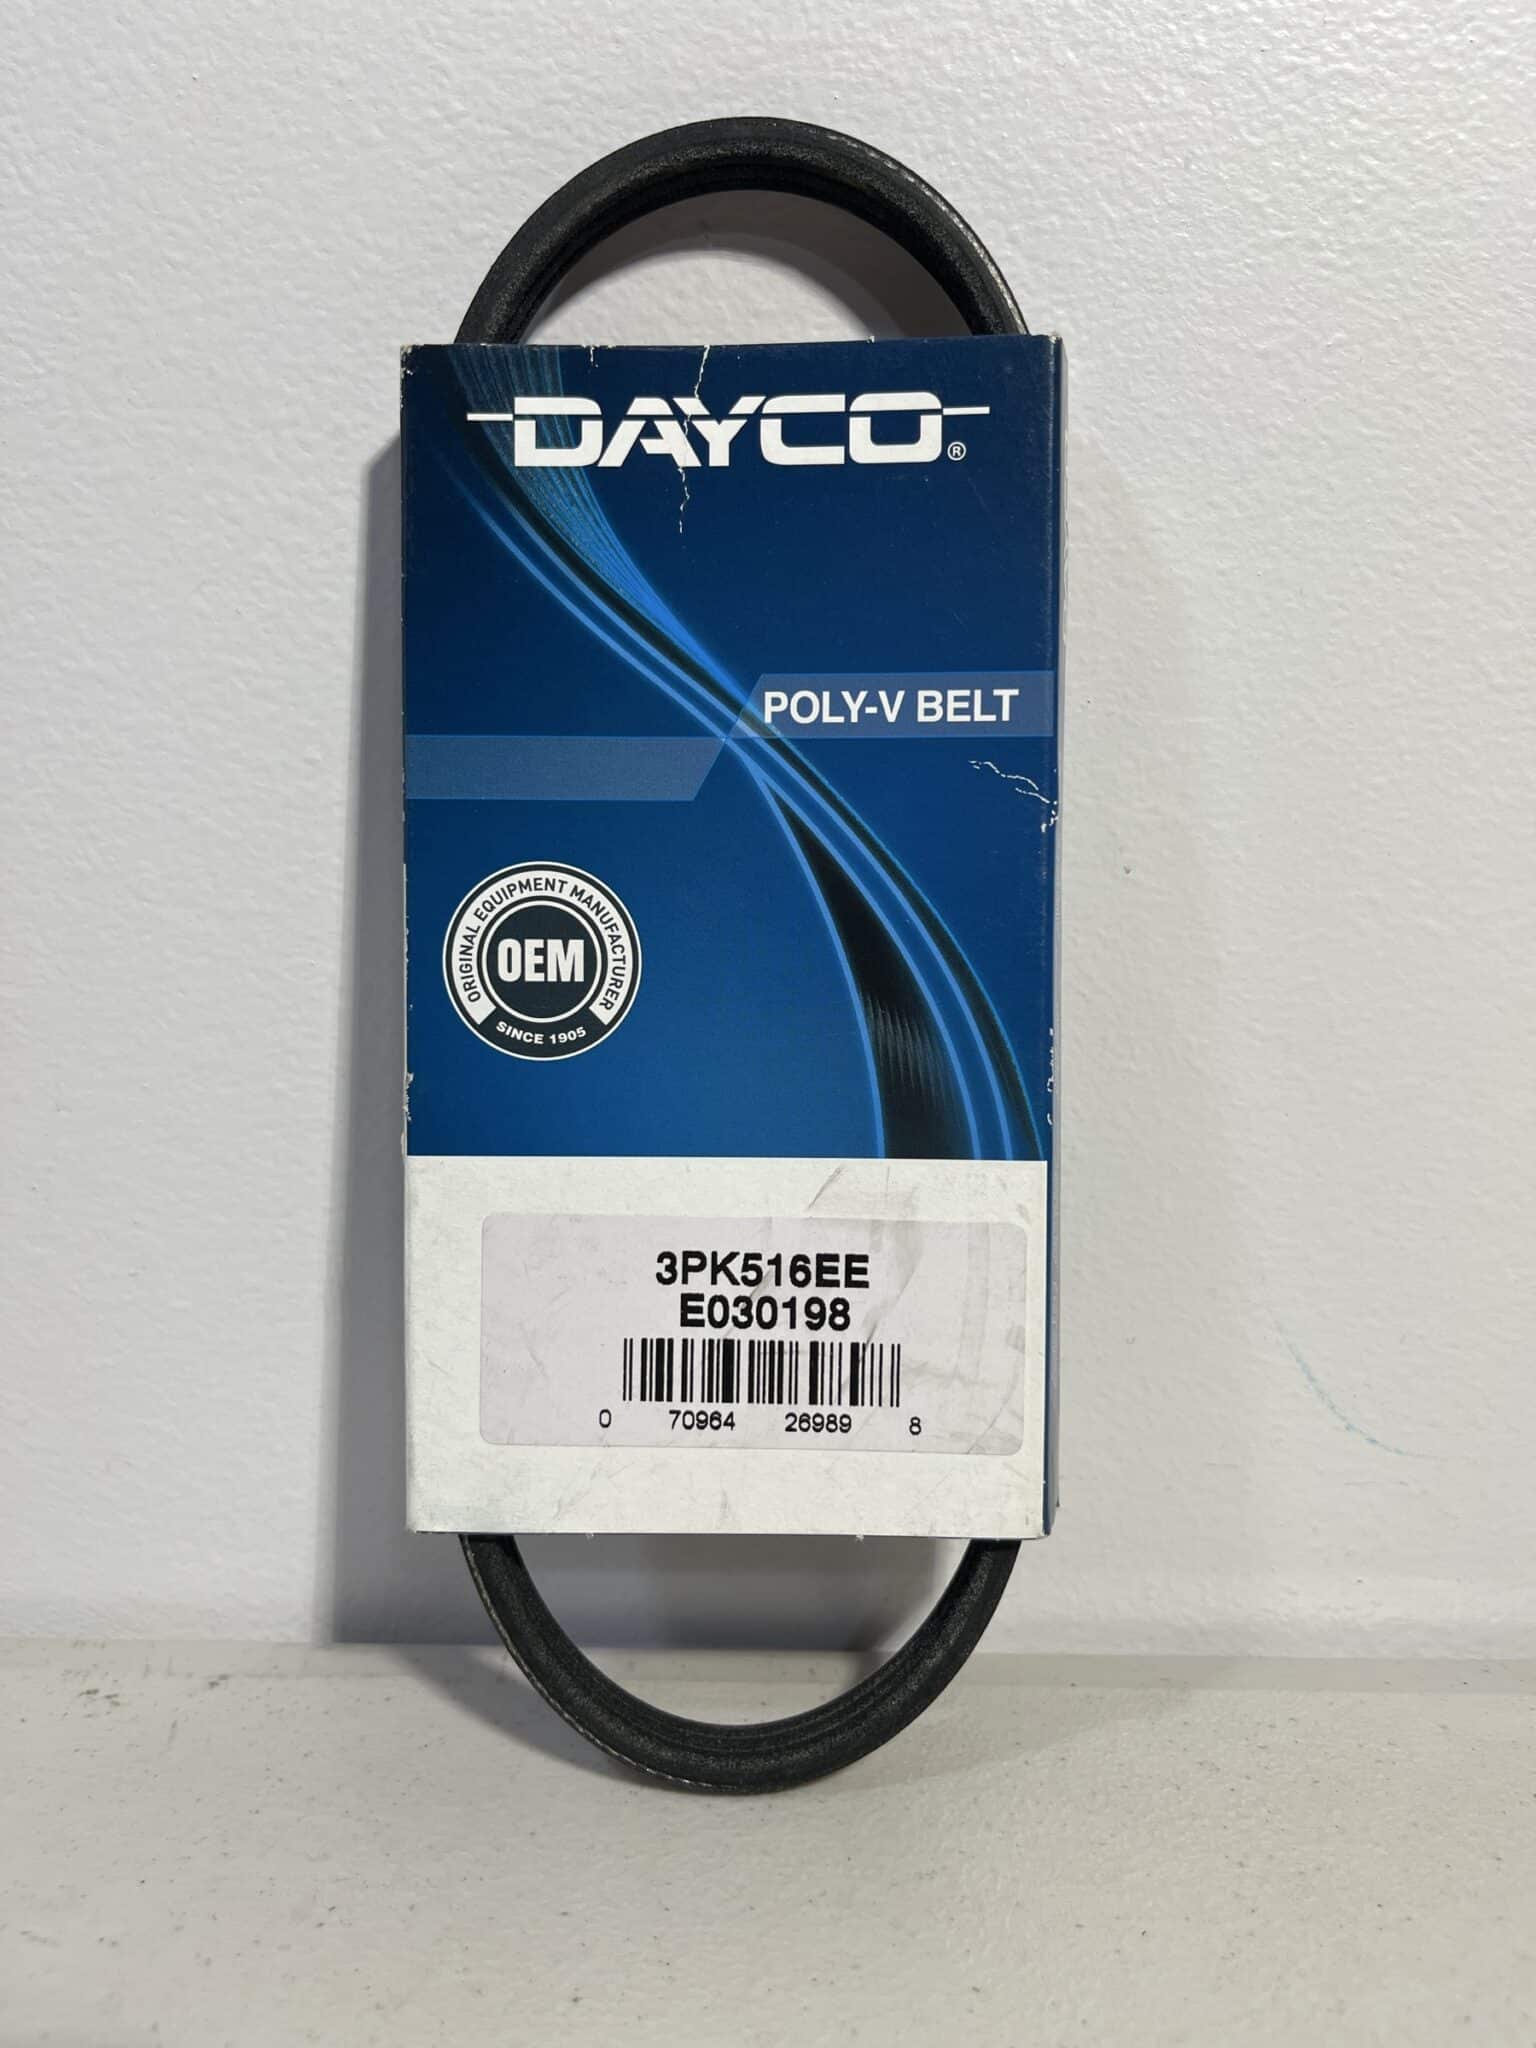 DAYCO®
POLY-V BELT
ORIGINAL EQUIPMENT MANUFACTURER
OEM
SINCE 1905
3PK516EE
E030198
0 70964 26989 8